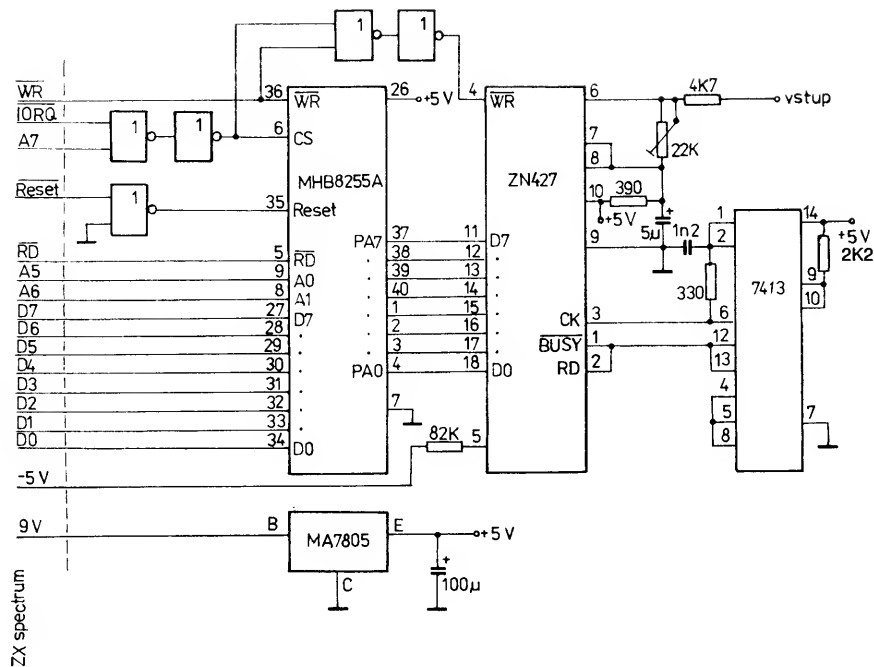 1
1
WR
36
WR
26
+5 V
4
WR
6
4K7
vstup
IORQ
A7
1
1
6
CS
22K
7
8
MHB8255A
ZN427
Reset
1
35
Reset
10
390
+5 V
5µ
+
9
1n2
1
2
14
+5 V
2K2
9
10
7413
330
RD
5
RD
A5
9
A0
A6
8
A1
D7
27
D7
D6
28
.
D5
29
.
D4
30
.
D3
31
.
D2
32
.
D1
33
.
D0
34
D0
PA7
37
11
D7
.
38
12
.
.
39
13
.
.
40
14
.
.
1
15
.
.
2
16
.
.
3
17
.
PA0
4
18
D0
7
CK
3
6
BUSY
1
12
RD
2
13
4
5
8
7
82K
5
-5 V
9V
B
MA7805
E
+5 V
C
+
100µ
ZX spectrum